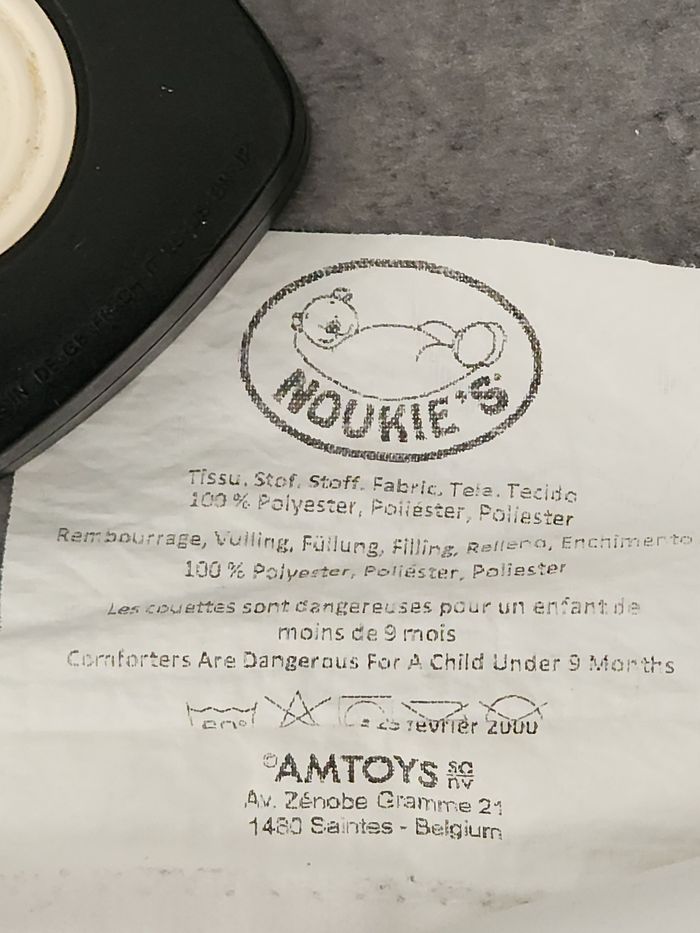 NOUKIE'S
Tissu. Stof. Stoff. Fabric. Tela. Tecido
100 % Polyester, Poliéster, Poliester
Rembourrage, Vulling, Füllung, Filling, Relleno, Enchimento
100 % Polyester, Poliéster, Poliester
Les couettes sont dangereuses pour un enfant de
moins de 9 mois
Comforters Are Dangerous For A Child Under 9 Months
février 2000
©AMTOYS sa nv
Av. Zénobe Gramme 21
1480 Saintes - Belgium